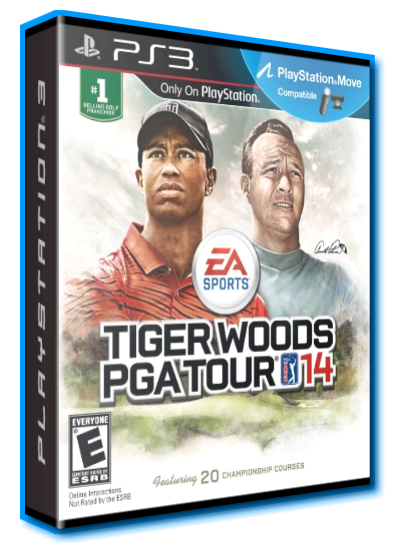 PLAYSTATION 3
PS3
Only On PlayStation.
PlayStation®Move
Compatible
#1
SELLING GOLF
FRANCHISE
EA
SPORTS
TIGER WOODS
PGA TOUR® 14
EVERYONE
E
CONTENT RATED BY
ESRB
Online Interactions
Not Rated by the ESRB
Featuring 20 CHAMPIONSHIP COURSES